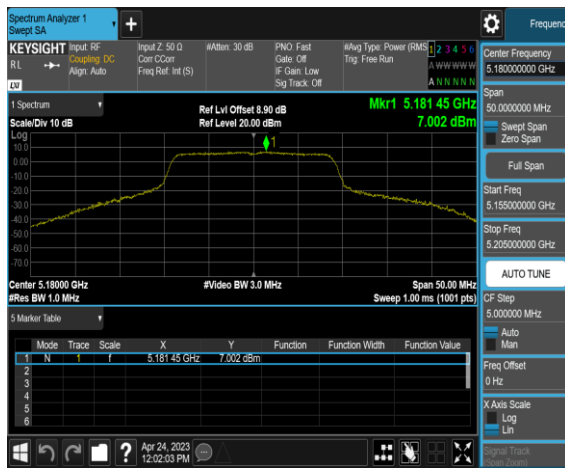 Spectrum Analyzer 1
Swept SA
+
Frequenc
KEYSIGHT
RL
LXI
Input: RF
Coupling: DC
Align: Auto
Input Z: 50 Ω
Corr CCorr
Freq Ref: Int (S)
#Atten: 30 dB
PNO: Fast
Gate: Off
IF Gain: Low
Sig Track: Off
#Avg Type: Power (RMS
Trig: Free Run
1 2 3 4 5 6
A W W W W W
A N N N N N
1 Spectrum
Scale/Div 10 dB
Ref Lvl Offset 8.90 dB
Ref Level 20.00 dBm
Mkr1 5.181 45 GHz
7.002 dBm
Log
10.0
0.00
-10.0
-20.0
-30.0
-40.0
-50.0
-60.0
-70.0
1
Center 5.18000 GHz
#Res BW 1.0 MHz
#Video BW 3.0 MHz
Span 50.00 MHz
Sweep 1.00 ms (1001 pts)
5 Marker Table
Mode Trace Scale X Y Function Function Width Function Value
1 N 1 f 5.181 45 GHz 7.002 dBm
2
3
4
5
6
Center Frequency
5.180000000 GHz
Span
50.0000000 MHz
Swept Span
Zero Span
Full Span
Start Freq
5.155000000 GHz
Stop Freq
5.205000000 GHz
AUTO TUNE
CF Step
5.000000 MHz
Auto
Man
Freq Offset
0 Hz
X Axis Scale
Log
Lin
Signal Track
(Span Zoom)
?
Apr 24, 2023
12:02:03 PM